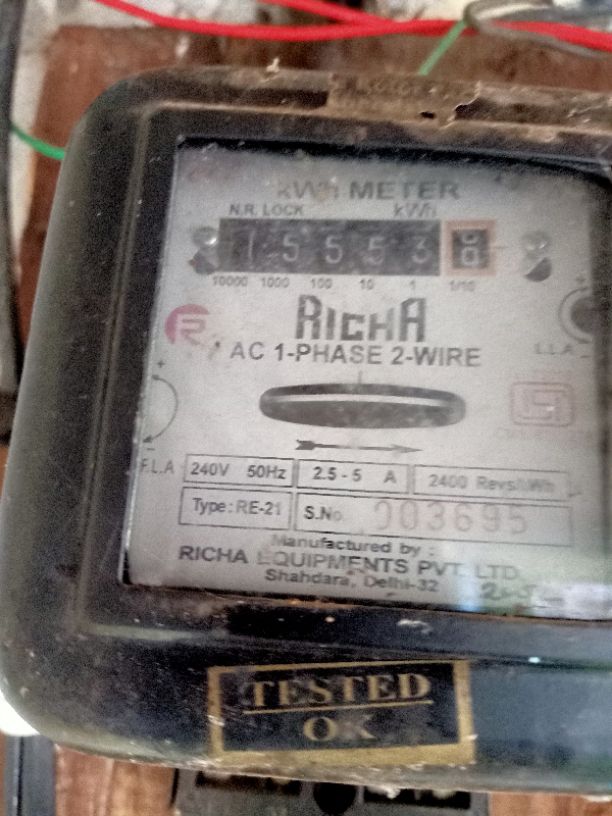 kWh METER
N.R. LOCK kWh
1 5 5 5 3
10000 1000 100 10 1 1/10
RICHA
AC 1-PHASE 2-WIRE
L.L.A -
F.L.A
240V 50Hz 2.5 - 5 A 2400 Revs/kWh
Type: RE-21 S.No. 003695
Manufactured by :
RICHA EQUIPMENTS PVT. LTD.
Shahdara, Delhi-32
TESTED
OK